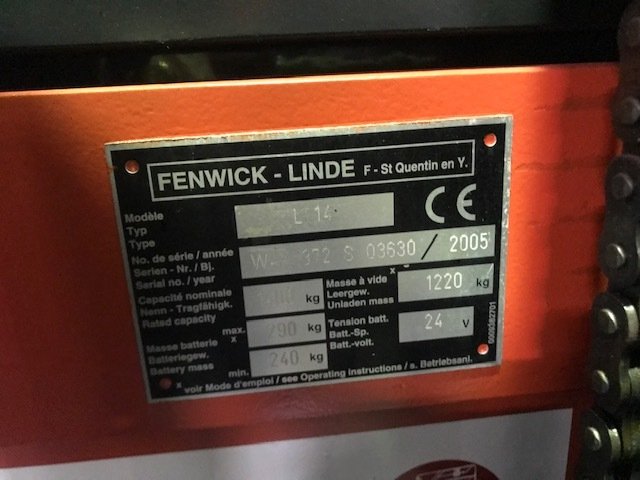 FENWICK - LINDE F - St Quentin en Y.
Modèle
Typ
Type
L 14
CE
No. de série / année
Serien - Nr. / Bj.
Serial no. / year
372 S 03630 / 2005
Capacité nominale
Nenn - Tragfähigk.
Rated capacity
kg
Masse à vide x
Leergew.
Unladen mass
1220 kg
Masse batterie x
Batteriegew.
Battery mass
max. 290 kg
min. 240 kg
Tension batt.
Batt.-Sp.
Batt.-volt.
24 V
x voir Mode d'emploi / see Operating Instructions / s. Betriebsanl.
0009382701